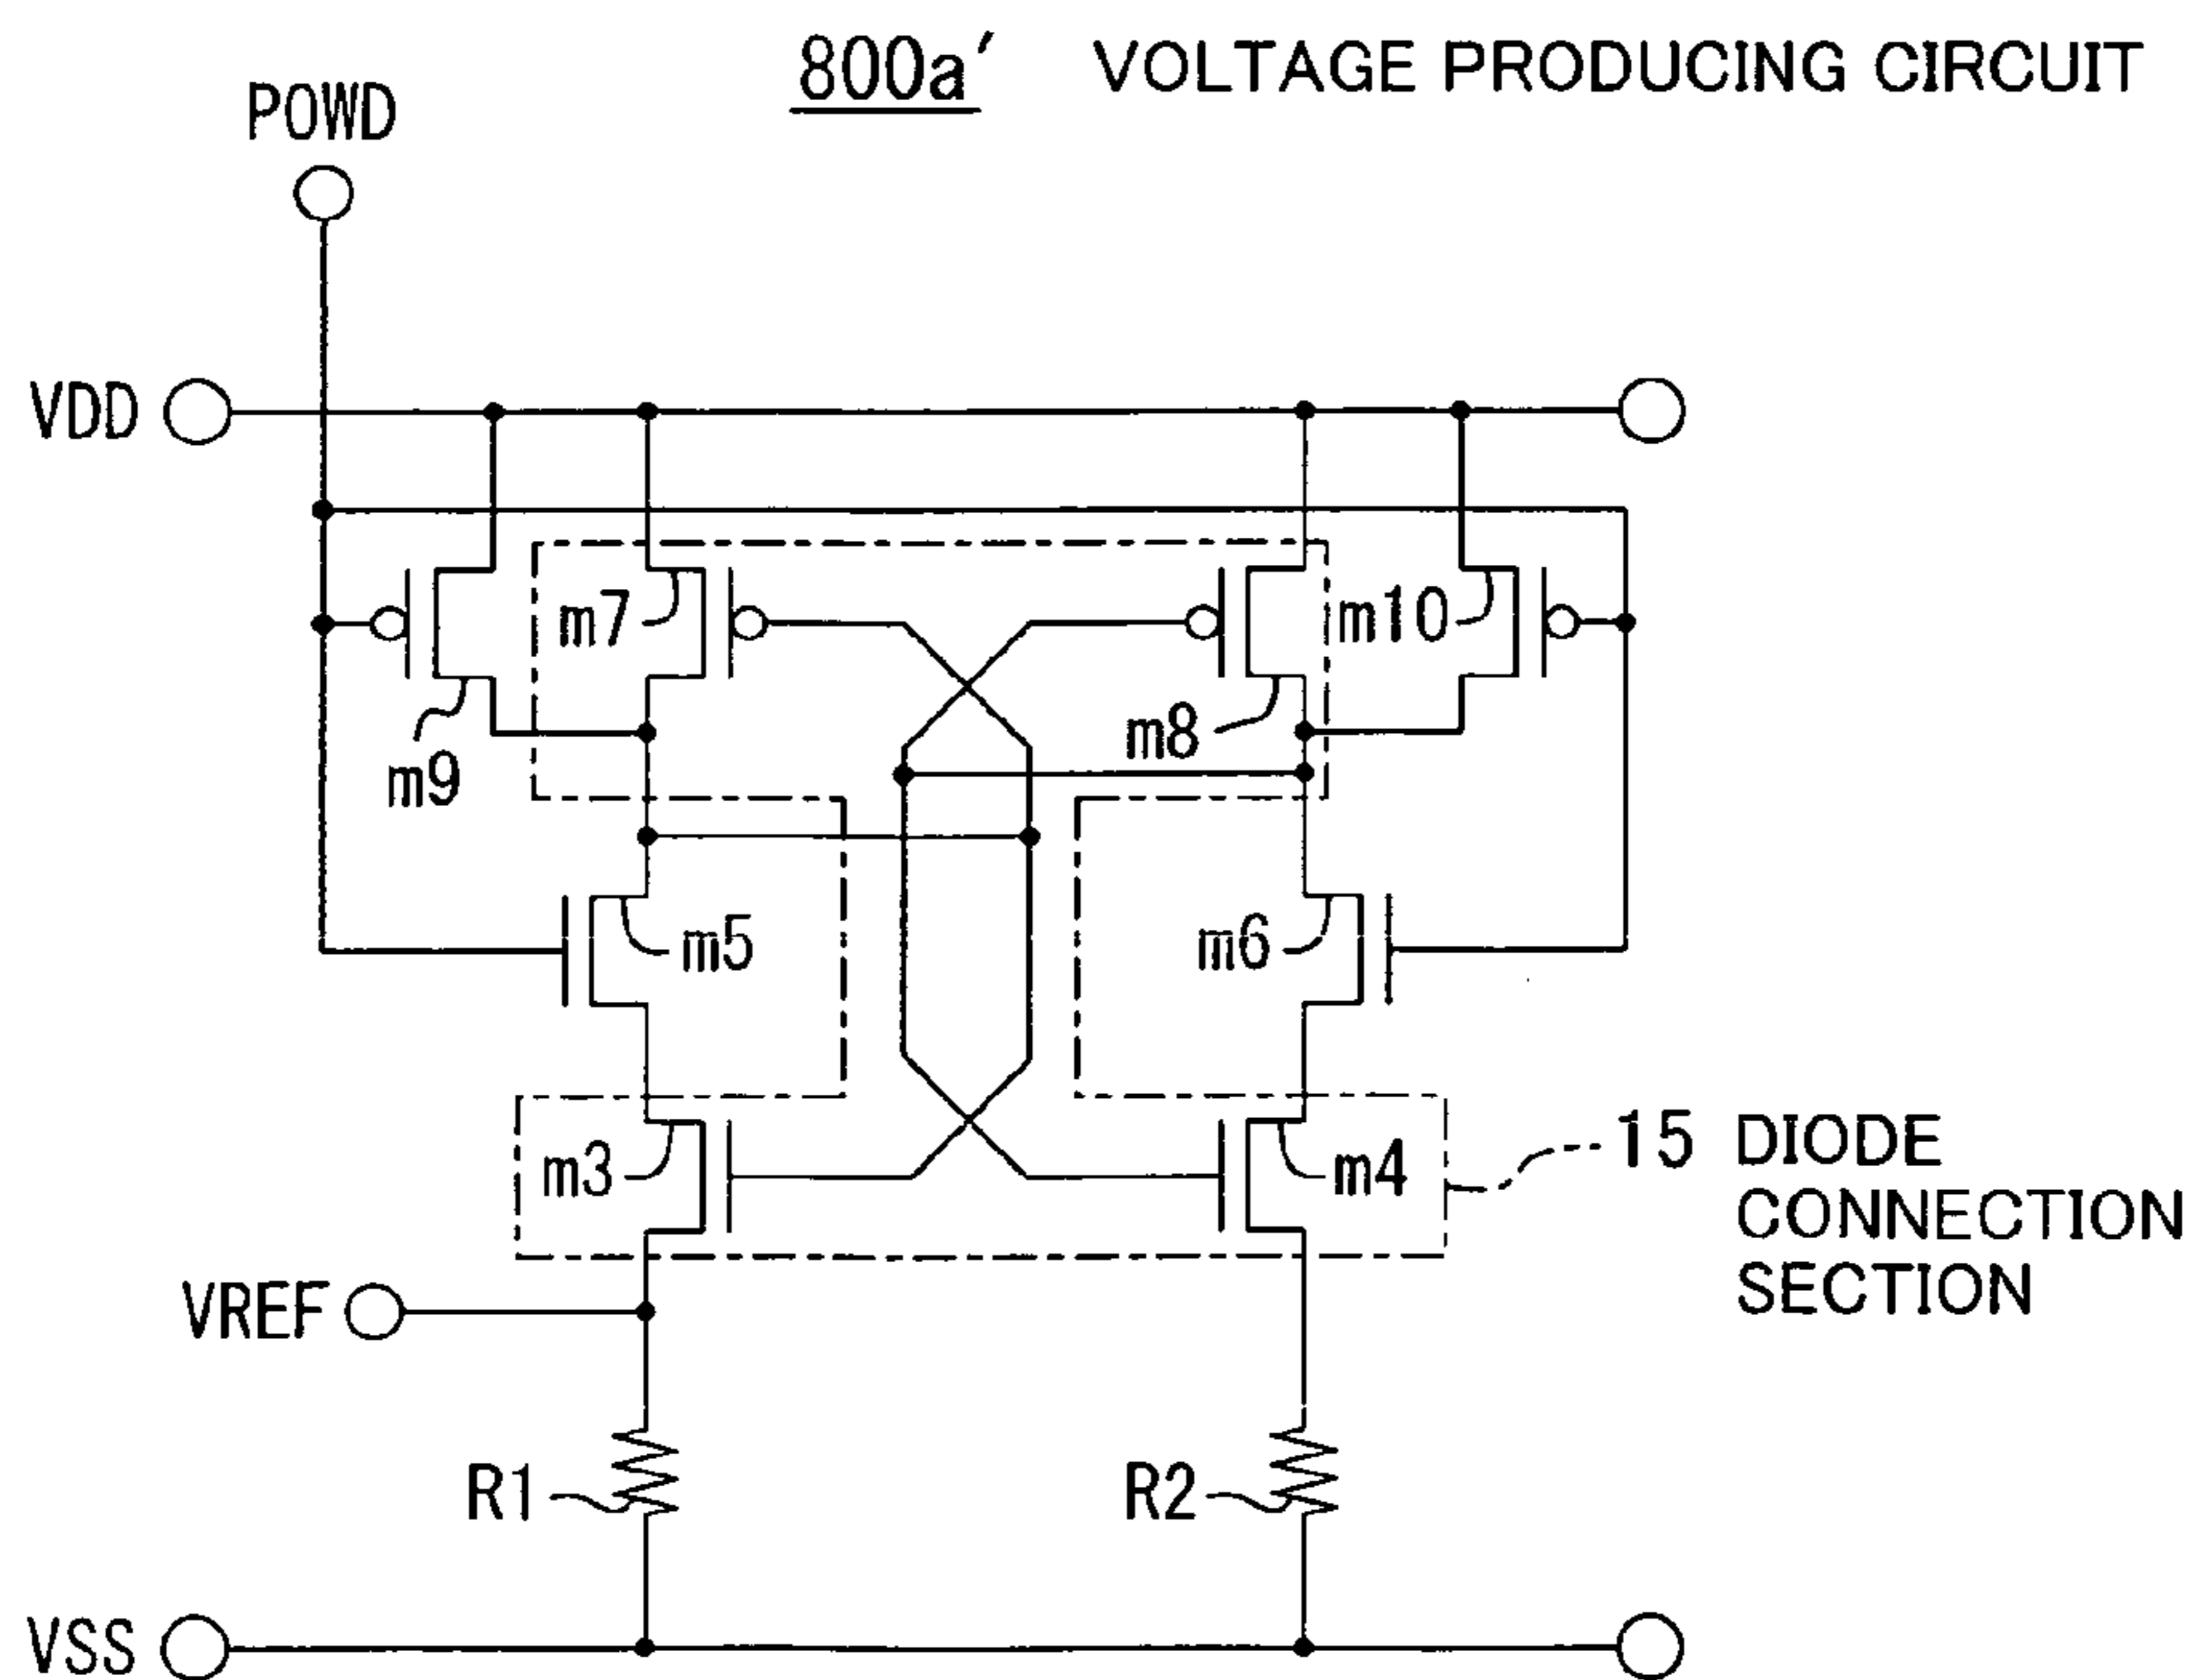 800a′ VOLTAGE PRODUCING CIRCUIT
POWD
VDD
m7
m10
m8
m9
m5
m6
m3
m4
15 DIODE
CONNECTION
SECTION
VREF
R1
R2
VSS